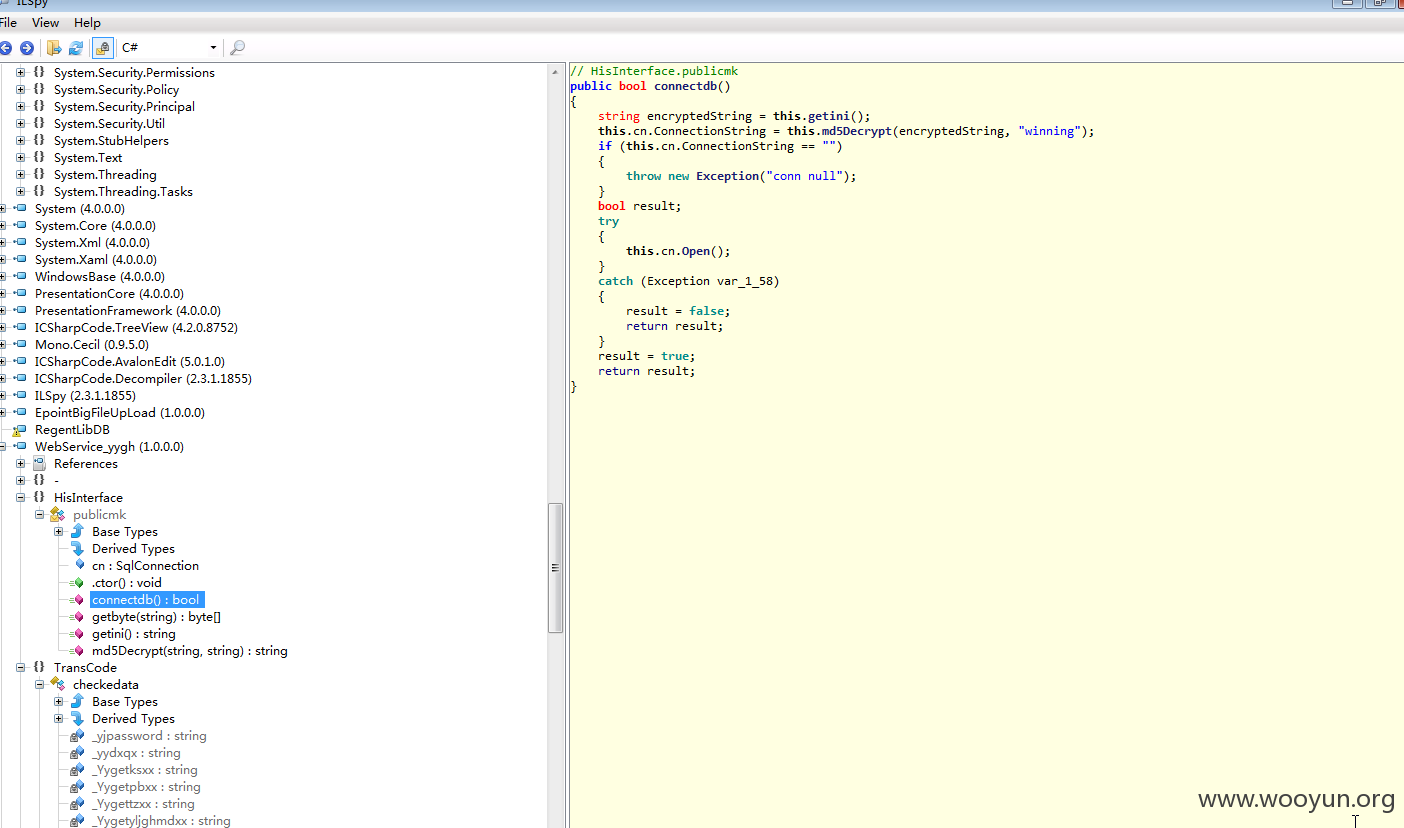 ILSpy
File View Help
C#
{} System.Security.Permissions
{} System.Security.Policy
{} System.Security.Principal
{} System.Security.Util
{} System.StubHelpers
{} System.Text
{} System.Threading
{} System.Threading.Tasks
System (4.0.0.0)
System.Core (4.0.0.0)
System.Xml (4.0.0.0)
System.Xaml (4.0.0.0)
WindowsBase (4.0.0.0)
PresentationCore (4.0.0.0)
PresentationFramework (4.0.0.0)
ICSharpCode.TreeView (4.2.0.8752)
Mono.Cecil (0.9.5.0)
ICSharpCode.AvalonEdit (5.0.1.0)
ICSharpCode.Decompiler (2.3.1.1855)
ILSpy (2.3.1.1855)
EpointBigFileUpLoad (1.0.0.0)
RegentLibDB
WebService_yygh (1.0.0.0)
References
{} -
{} HisInterface
publicmk
Base Types
Derived Types
cn : SqlConnection
.ctor() : void
connectdb() : bool
getbyte(string) : byte[]
getini() : string
md5Decrypt(string, string) : string
{} TransCode
checkedata
Base Types
Derived Types
_yjpassword : string
_yydxqx : string
_Yygetksxx : string
_Yygetpbxx : string
_Yygettzxx : string
_Yygetyljghmdxx : string
// HisInterface.publicmk
public bool connectdb()
{
string encryptedString = this.getini();
this.cn.ConnectionString = this.md5Decrypt(encryptedString, "winning");
if (this.cn.ConnectionString == "")
{
throw new Exception("conn null");
}
bool result;
try
{
this.cn.Open();
}
catch (Exception var_1_58)
{
result = false;
return result;
}
result = true;
return result;
}
www.wooyun.org